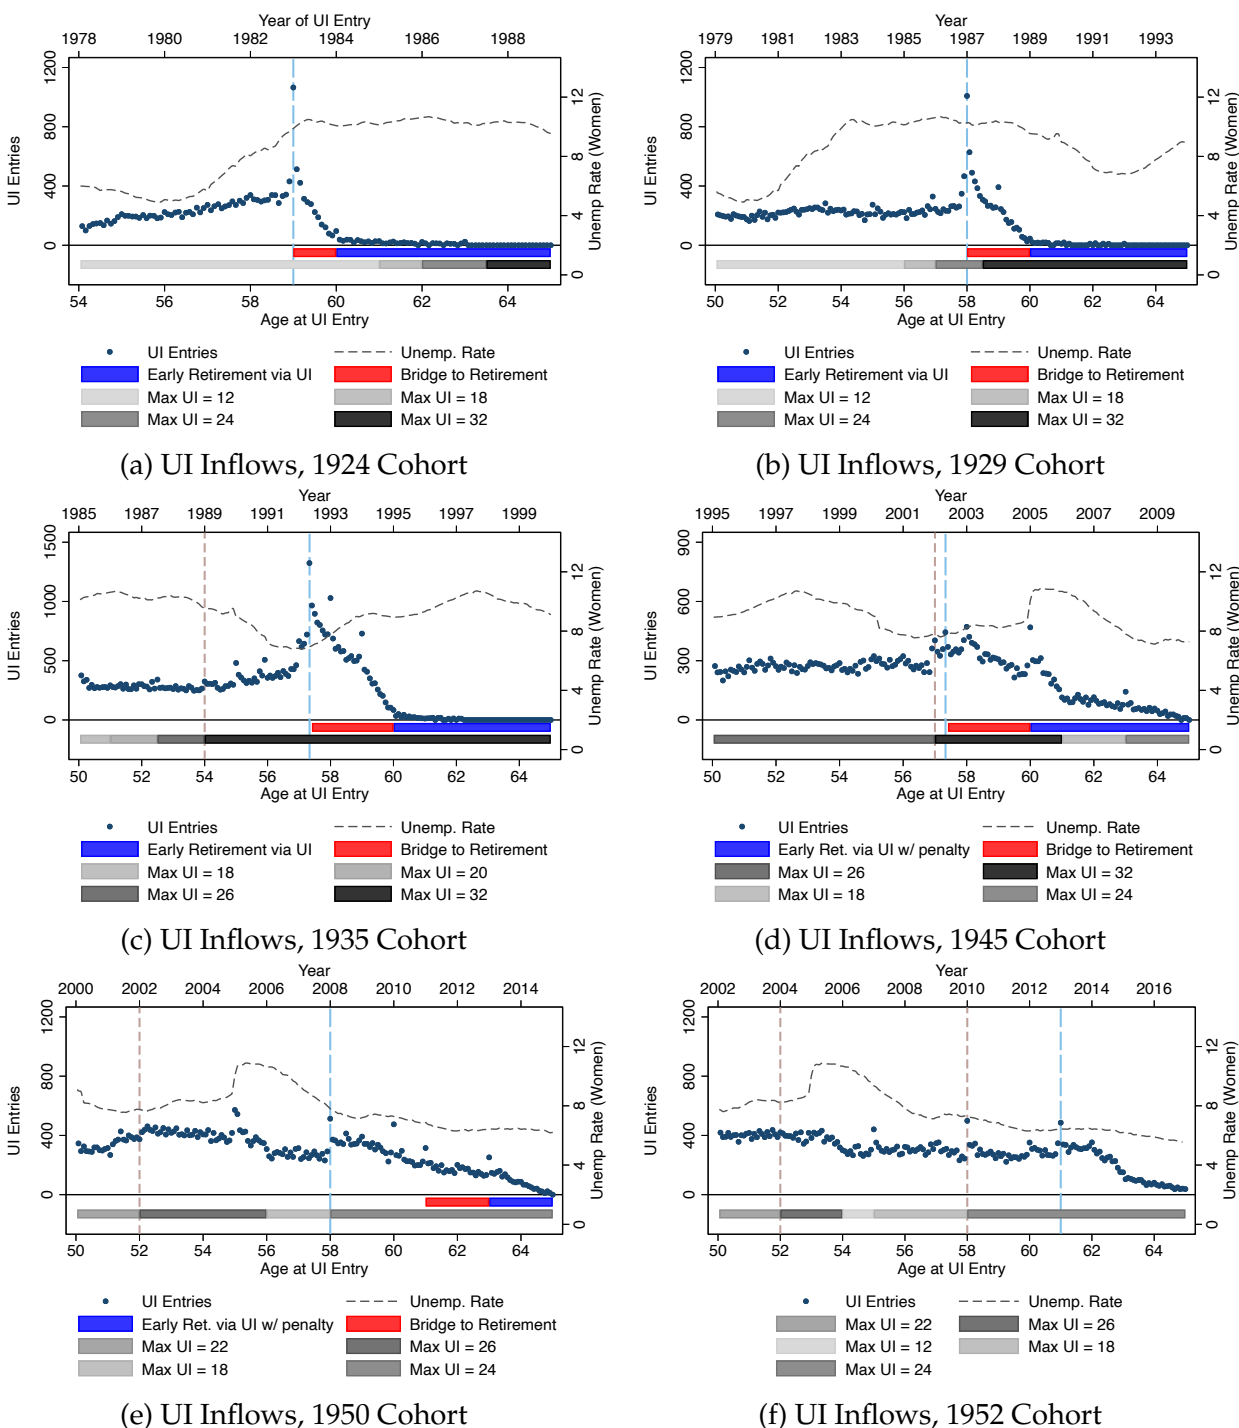 Year of UI Entry
1978 1980 1982 1984 1986 1988
UI Entries
0 400 800 1200
Unemp Rate (Women)
0 4 8 12
54 56 58 60 62 64
Age at UI Entry
UI Entries Unemp. Rate
Early Retirement via UI Bridge to Retirement
Max UI = 12 Max UI = 18
Max UI = 24 Max UI = 32
(a) UI Inflows, 1924 Cohort
Year
1979 1981 1983 1985 1987 1989 1991 1993
UI Entries
0 400 800 1200
Unemp Rate (Women)
0 4 8 12
50 52 54 56 58 60 62 64
Age at UI Entry
UI Entries Unemp. Rate
Early Retirement via UI Bridge to Retirement
Max UI = 12 Max UI = 18
Max UI = 24 Max UI = 32
(b) UI Inflows, 1929 Cohort
Year
1985 1987 1989 1991 1993 1995 1997 1999
UI Entries
0 500 1000 1500
Unemp Rate (Women)
0 4 8 12
50 52 54 56 58 60 62 64
Age at UI Entry
UI Entries Unemp. Rate
Early Retirement via UI Bridge to Retirement
Max UI = 18 Max UI = 20
Max UI = 26 Max UI = 32
(c) UI Inflows, 1935 Cohort
Year
1995 1997 1999 2001 2003 2005 2007 2009
UI Entries
0 300 600 900
Unemp Rate (Women)
0 4 8 12
50 52 54 56 58 60 62 64
Age at UI Entry
UI Entries Unemp. Rate
Early Ret. via UI w/ penalty Bridge to Retirement
Max UI = 26 Max UI = 32
Max UI = 18 Max UI = 24
(d) UI Inflows, 1945 Cohort
Year
2000 2002 2004 2006 2008 2010 2012 2014
UI Entries
0 400 800 1200
Unemp Rate (Women)
0 4 8 12
50 52 54 56 58 60 62 64
Age at UI Entry
UI Entries Unemp. Rate
Early Ret. via UI w/ penalty Bridge to Retirement
Max UI = 22 Max UI = 26
Max UI = 18 Max UI = 24
(e) UI Inflows, 1950 Cohort
Year
2002 2004 2006 2008 2010 2012 2014 2016
UI Entries
0 400 800 1200
Unemp Rate (Women)
0 4 8 12
50 52 54 56 58 60 62 64
Age at UI Entry
UI Entries Unemp. Rate
Max UI = 22 Max UI = 26
Max UI = 12 Max UI = 18
Max UI = 24
(f) UI Inflows, 1952 Cohort